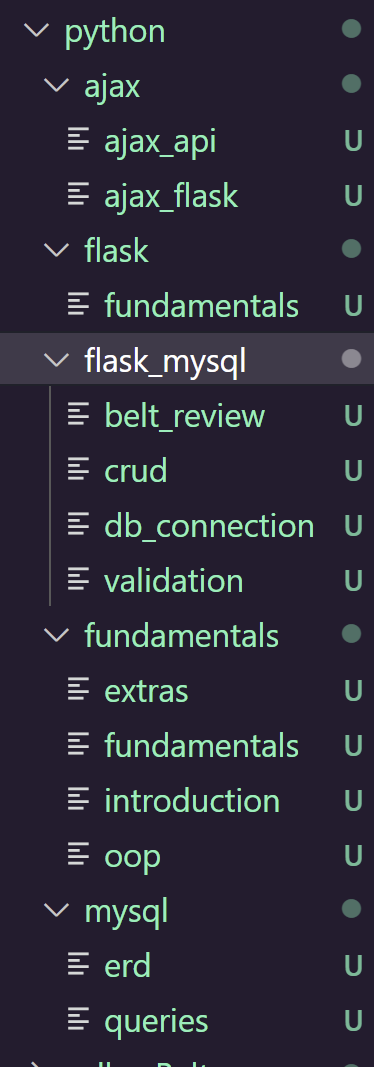 python
ajax
ajax_api U
ajax_flask U
flask
fundamentals U
flask_mysql
belt_review U
crud U
db_connection U
validation U
fundamentals
extras U
fundamentals U
introduction U
oop U
mysql
erd U
queries U